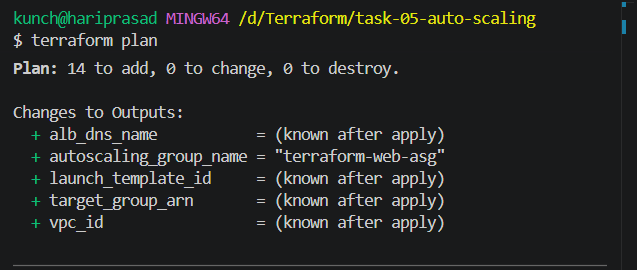 kunch@hariprasad MINGW64 /d/Terraform/task-05-auto-scaling
$ terraform plan
Plan: 14 to add, 0 to change, 0 to destroy.
Changes to Outputs:
+ alb_dns_name = (known after apply)
+ autoscaling_group_name = "terraform-web-asg"
+ launch_template_id = (known after apply)
+ target_group_arn = (known after apply)
+ vpc_id = (known after apply)